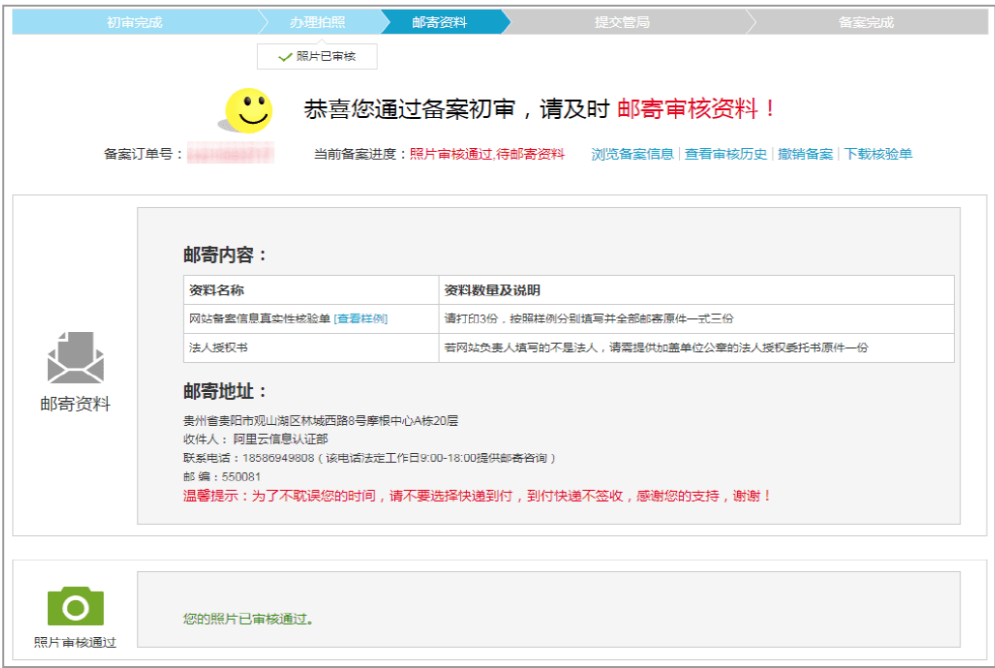 初审完成 办理拍照 邮寄资料 提交管局 备案完成
照片已审核
恭喜您通过备案初审，请及时 邮寄审核资料！
备案订单号： 当前备案进度：照片审核通过,待邮寄资料 浏览备案信息 | 查看审核历史 | 撤销备案 | 下载核验单
邮寄内容：
资料名称 资料数量及说明
网站备案信息真实性核验单 [查看样例] 请打印3份，按照样例分别填写并全部邮寄原件一式三份
法人授权书 若网站负责人填写的不是法人，请需提供加盖单位公章的法人授权委托书原件一份
邮寄资料
邮寄地址：
贵州省贵阳市观山湖区林城西路8号摩根中心A栋20层
收件人： 阿里云信息认证部
联系电话：18586949808（该电话法定工作日9:00-18:00提供邮寄咨询）
邮 编：550081
温馨提示：为了不耽误您的时间，请不要选择快递到付，到付快递不签收，感谢您的支持，谢谢！
您的照片已审核通过。
照片审核通过